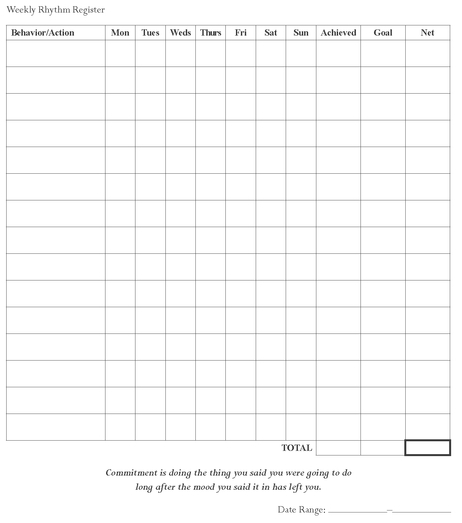 Weekly Rhythm Register
Behavior/Action Mon Tues Weds Thurs Fri Sat Sun Achieved Goal Net
TOTAL
Commitment is doing the thing you said you were going to do
long after the mood you said it in has left you.
Date Range: ____________–____________